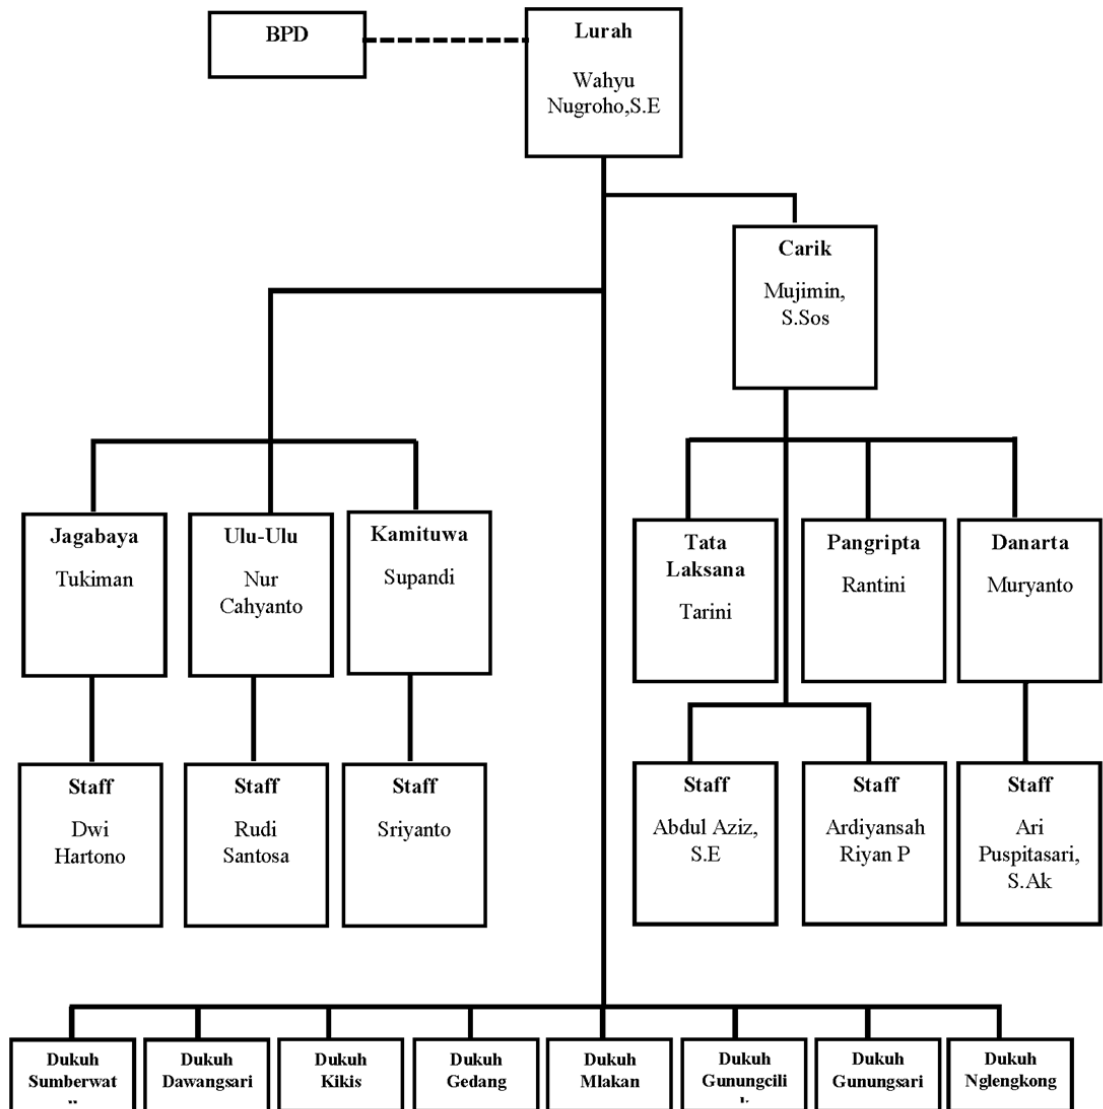 BPD
Lurah
Wahyu
Nugroho,S.E
Carik
Mujimin,
S.Sos
Jagabaya
Tukiman
Ulu-Ulu
Nur
Cahyanto
Kamituwa
Supandi
Tata
Laksana
Tarini
Pangripta
Rantini
Danarta
Muryanto
Staff
Dwi
Hartono
Staff
Rudi
Santosa
Staff
Sriyanto
Staff
Abdul Aziz,
S.E
Staff
Ardiyansah
Riyan P
Staff
Ari
Puspitasari,
S.Ak
Dukuh
Sumberwat
Dukuh
Dawangsari
Dukuh
Kikis
Dukuh
Gedang
Dukuh
Mlakan
Dukuh
Gunungcili
Dukuh
Gunungsari
Dukuh
Nglengkong